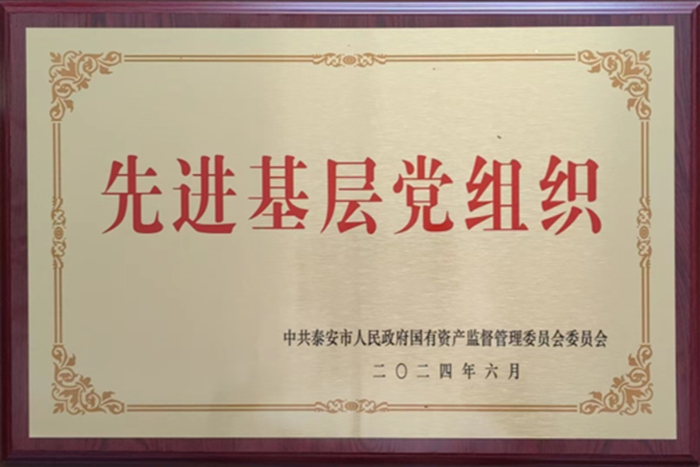 先进基层党组织
中共泰安市人民政府国有资产监督管理委员会委员会
二〇二四年六月